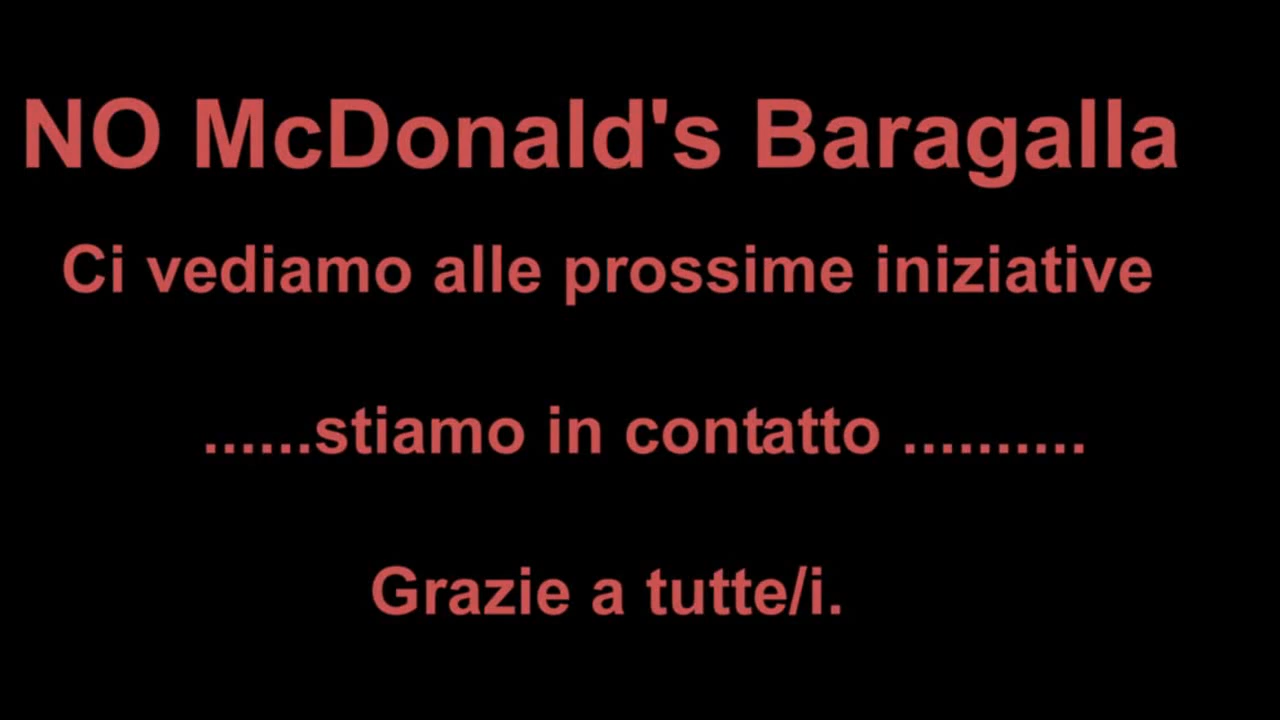 NO McDonald's Baragalla
Ci vediamo alle prossime iniziative
......stiamo in contatto ..........
Grazie a tutte/i.